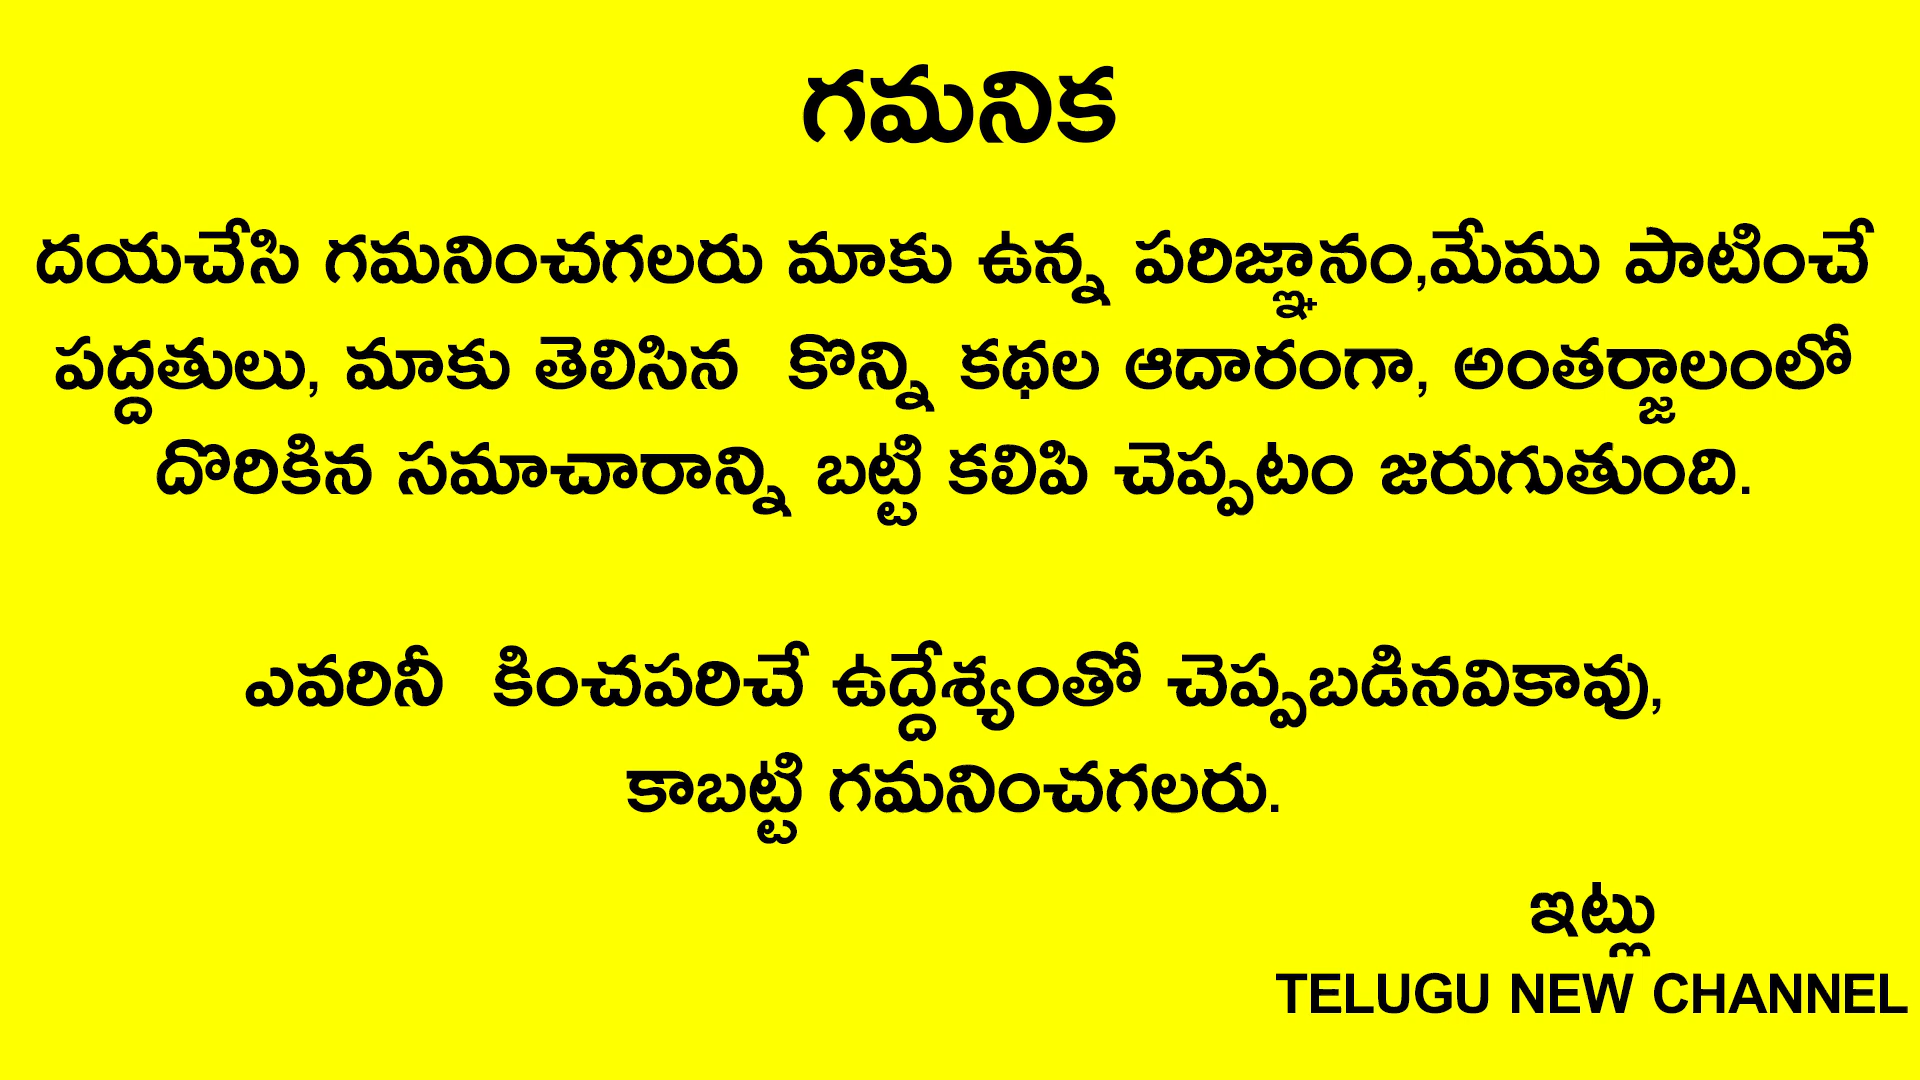 గమనిక
దయచేసి గమనించగలరు మాకు ఉన్న పరిజ్ఞానం,మేము పాటించే
పద్దతులు, మాకు తెలిసిన  కొన్ని కథల ఆదారంగా, అంతర్జాలంలో
దొరికిన సమాచారాన్ని బట్టి కలిపి చెప్పటం జరుగుతుంది.
ఎవరినీ  కించపరిచే ఉద్దేశ్యంతో చెప్పబడినవికావు,
కాబట్టి గమనించగలరు.
ఇట్లు
TELUGU NEW CHANNEL